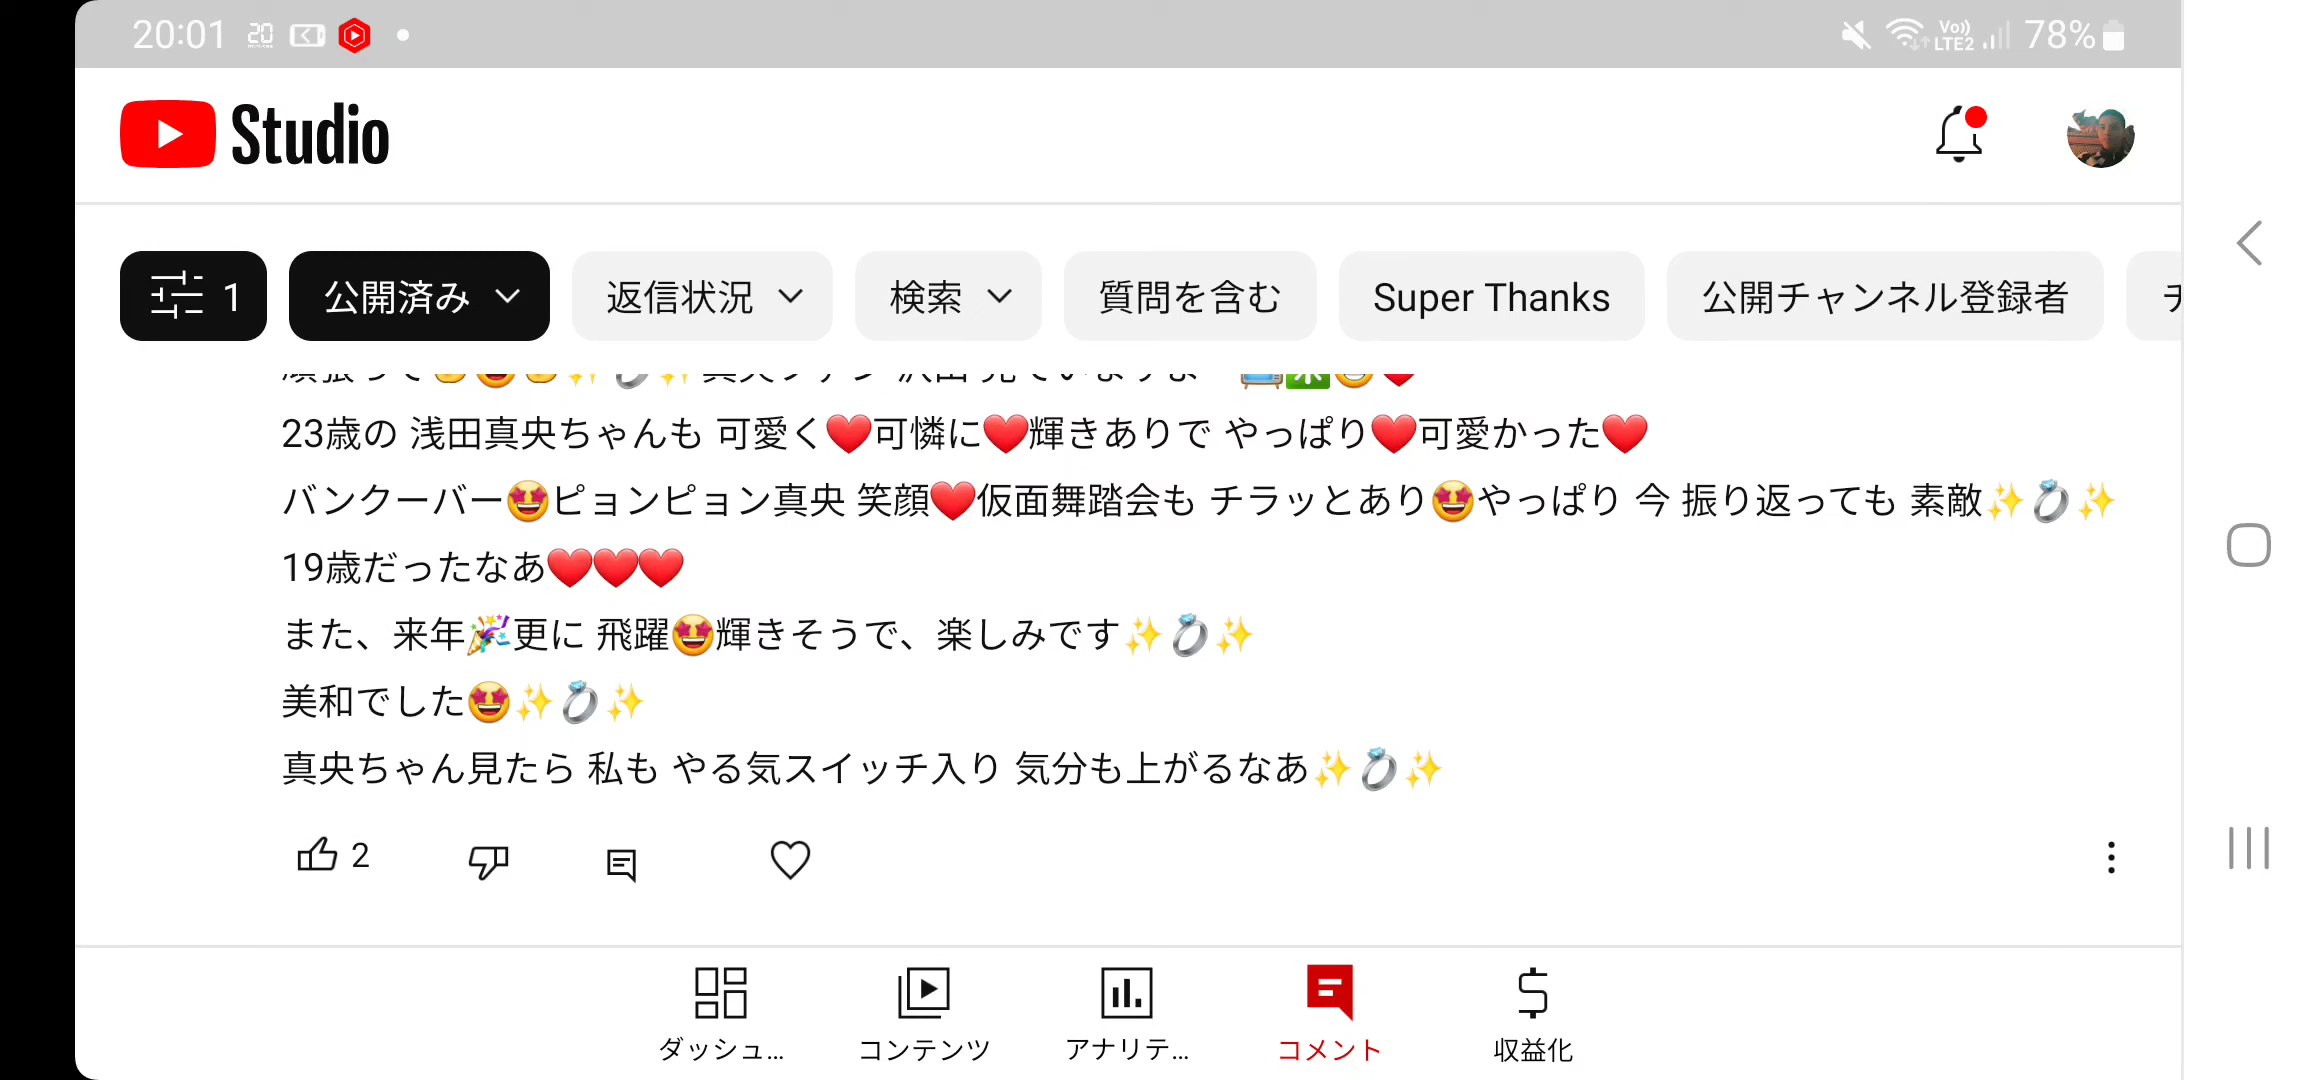 20:01 20 Vo)) LTE2 78%
Studio
1 公開済み 返信状況 検索 質問を含む Super Thanks 公開チャンネル登録者
23歳の 浅田真央ちゃんも 可愛く❤️可憐に❤️輝きありで やっぱり❤️可愛かった❤️
バンクーバー🤩ピョンピョン真央 笑顔❤️仮面舞踏会も チラッとあり🤩やっぱり 今 振り返っても 素敵✨💍✨
19歳だったなあ❤️❤️❤️
また、来年🎉更に 飛躍🤩輝きそうで、楽しみです✨💍✨
美和でした🤩✨💍✨
真央ちゃん見たら 私も やる気スイッチ入り 気分も上がるなあ✨💍✨
2
ダッシュ... コンテンツ アナリテ... コメント 収益化